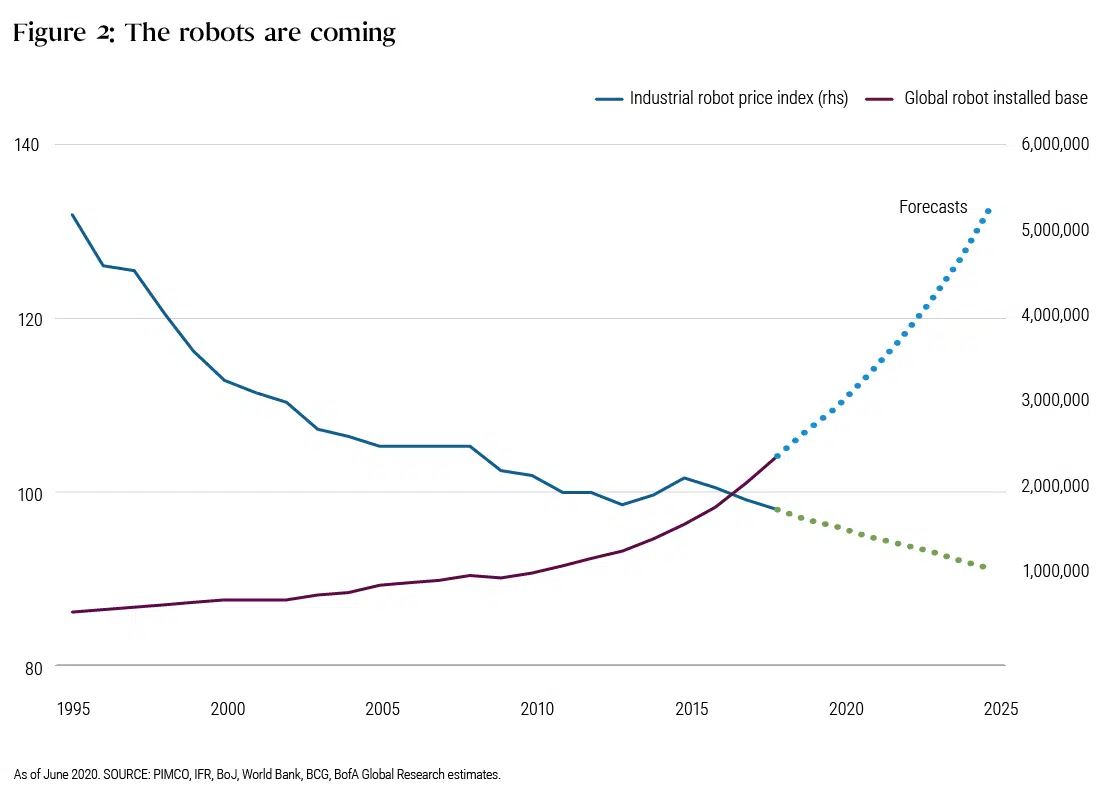 Figure 2: The robots are coming
Industrial robot price index (rhs) Global robot installed base
140 6,000,000
Forecasts
5,000,000
120 4,000,000
3,000,000
100 2,000,000
1,000,000
80
1995 2000 2005 2010 2015 2020 2025
As of June 2020. SOURCE: PIMCO, IFR, BoJ, World Bank, BCG, BofA Global Research estimates.